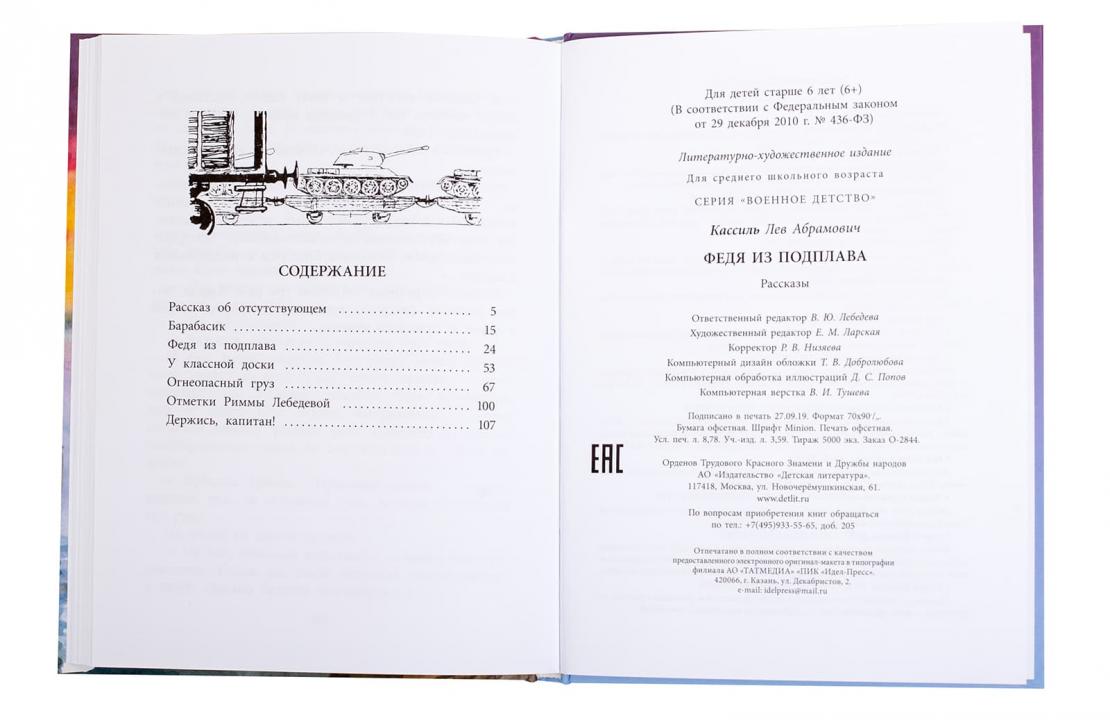 СОДЕРЖАНИЕ
Рассказ об отсутствующем ........................ 5
Барабасик ............................................ 15
Федя из подплава .................................. 24
У классной доски ................................... 53
Огнеопасный груз .................................. 67
Отметки Риммы Лебедевой ........................ 100
Держись, капитан! .................................. 107
Для детей старше 6 лет (6+)
(В соответствии с Федеральным законом
от 29 декабря 2010 г. № 436-ФЗ)
Литературно-художественное издание
Для среднего школьного возраста
СЕРИЯ «ВОЕННОЕ ДЕТСТВО»
Кассиль Лев Абрамович
ФЕДЯ ИЗ ПОДПЛАВА
Рассказы
Ответственный редактор В. Ю. Лебедева
Художественный редактор Е. М. Ларская
Корректор Р. В. Низяева
Компьютерный дизайн обложки Т. В. Добролюбова
Компьютерная обработка иллюстраций Д. С. Попов
Компьютерная верстка В. И. Тушева
Подписано в печать 27.09.19. Формат
Бумага офсетная. Шрифт Minion. Печать офсетная.
Усл. печ. л. 8,78. Уч.-изд. л. 3,59. Тираж 5000 экз. Заказ О-2844.
ЕАС
Орденов Трудового Красного Знамени и Дружбы народов
АО «Издательство «Детская литература».
117418, Москва, ул. Новочерёмушкинская, 61.
www.detlit.ru
По вопросам приобретения книг обращаться
по тел.: +7(495)933-55-65, доб. 205
Отпечатано в полном соответствии с качеством
предоставленного электронного оригинал-макета в типографии
филиала АО «ТАТМЕДИА» «ПИК «Идел-Пресс».
420066, г. Казань, ул. Декабристов, 2.
e-mail: idelpress@mail.ru